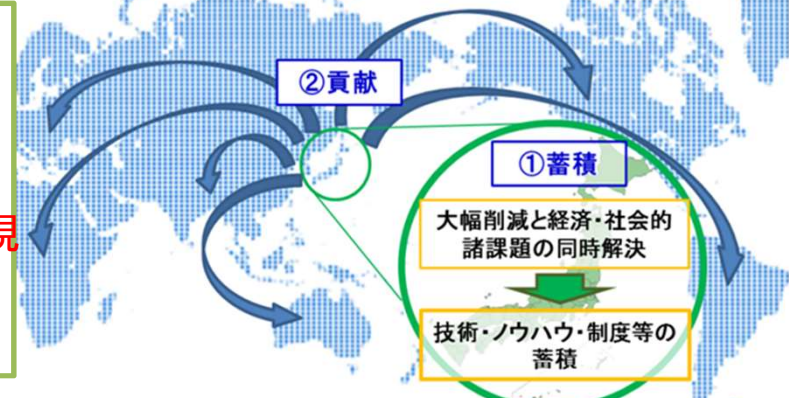 ②貢献
①蓄積
大幅削減と経済・社会的
諸課題の同時解決
技術・ノウハウ・制度等の
蓄積
現